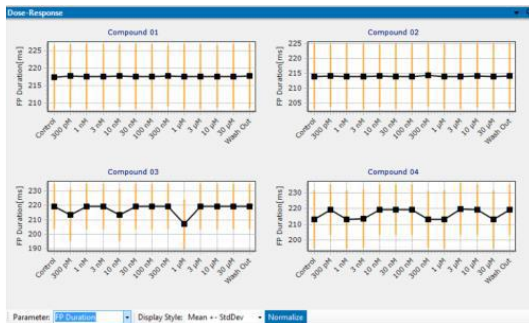 Dose-Response
Compound 01
FP Duration[ms]
225
220
215
210
Control 300 pM 1 nM 3 nM 10 nM 30 nM 100 nM 300 nM 1 µM 3 µM 10 µM 30 µM Wash Out
Compound 02
FP Duration[ms]
225
220
215
210
205
Control 300 pM 1 nM 3 nM 10 nM 30 nM 100 nM 300 nM 1 µM 3 µM 10 µM 30 µM Wash Out
Compound 03
FP Duration[ms]
230
220
210
200
190
Control 300 pM 1 nM 3 nM 10 nM 30 nM 100 nM 300 nM 1 µM 3 µM 10 µM 30 µM Wash Out
Compound 04
FP Duration[ms]
230
220
210
200
Control 300 pM 1 nM 3 nM 10 nM 30 nM 100 nM 300 nM 1 µM 3 µM 10 µM 30 µM Wash Out
Parameter: FP Duration Display Style: Mean +- StdDev Normalize